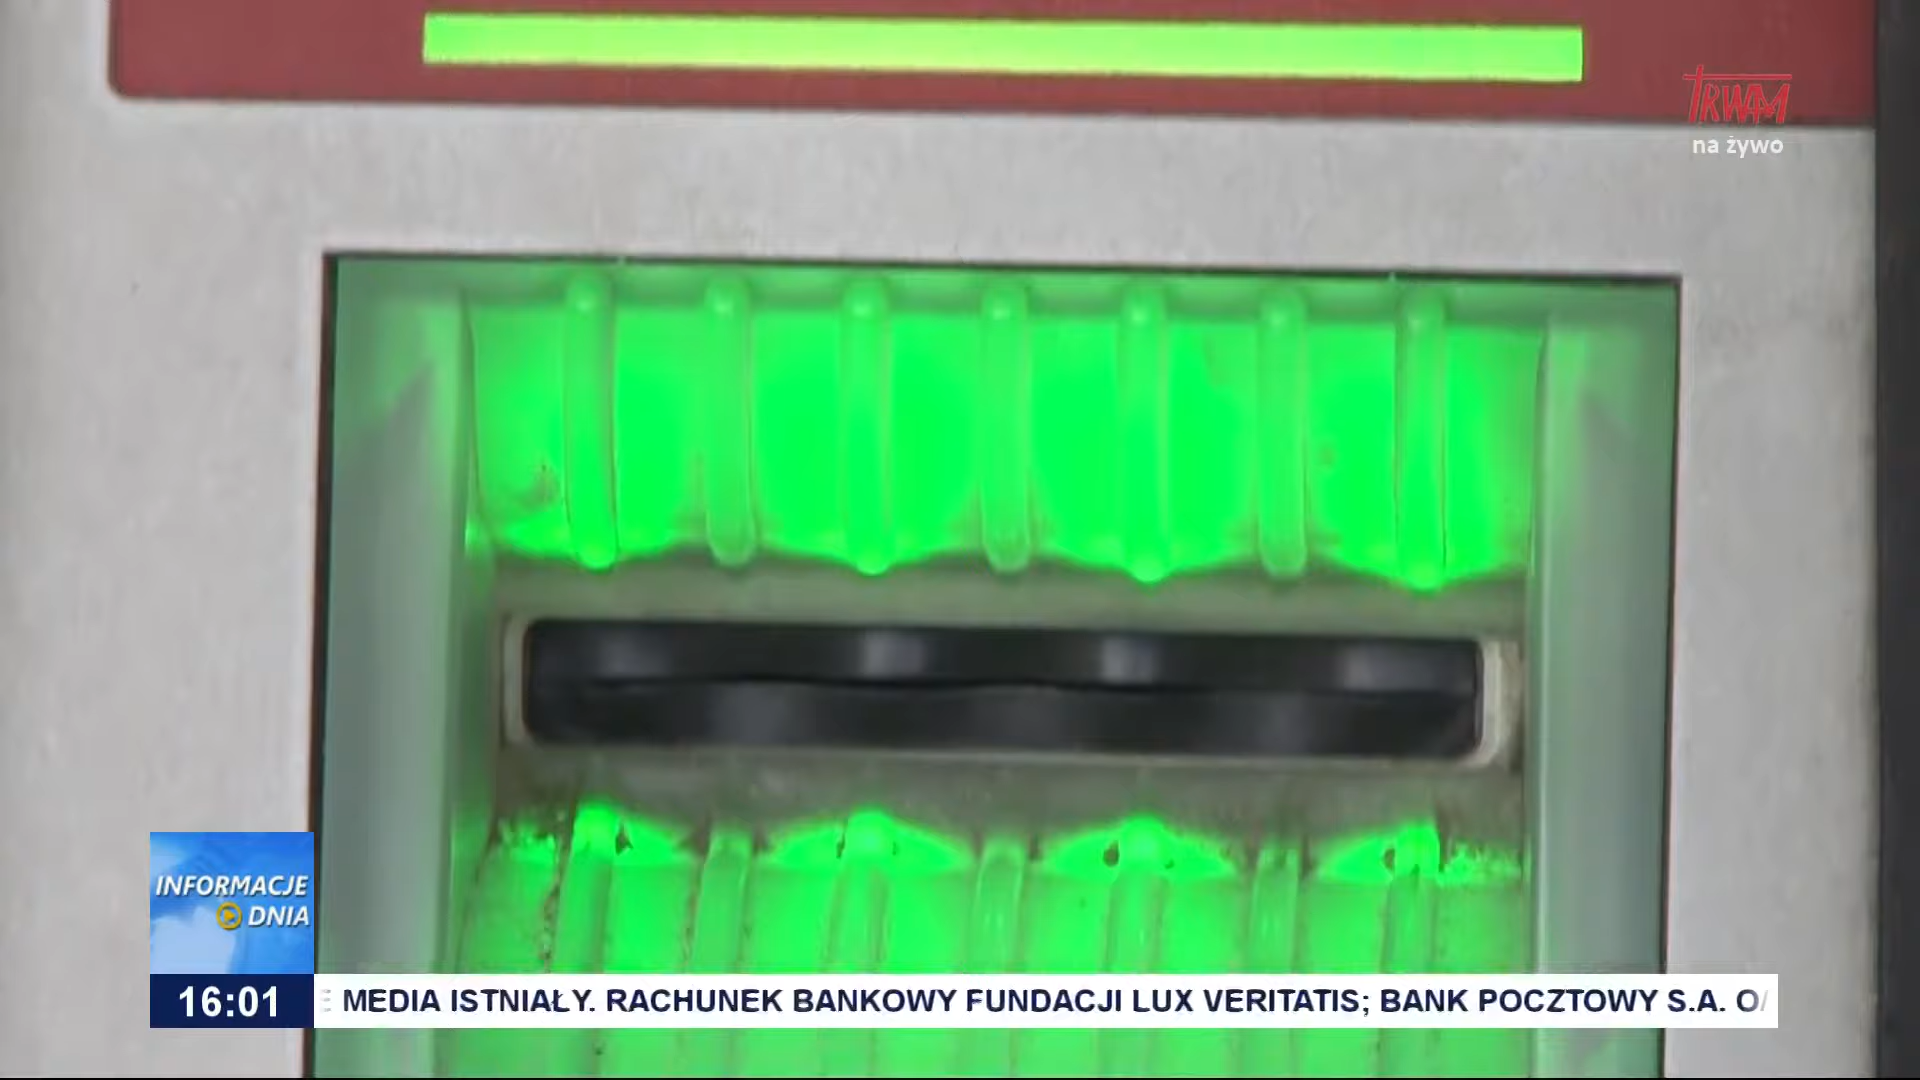 TRWAM
na żywo
INFORMACJE
DNIA
16:01
MEDIA ISTNIAŁY. RACHUNEK BANKOWY FUNDACJI LUX VERITATIS; BANK POCZTOWY S.A. O/